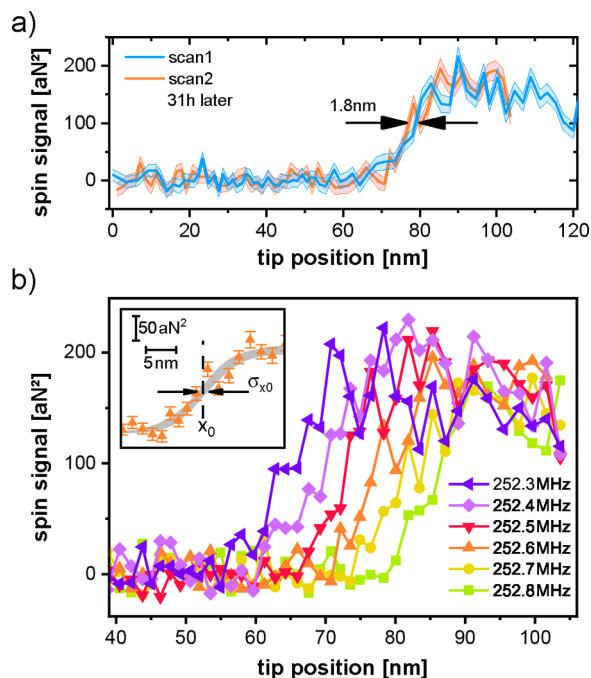 a)
spin signal [aN²]
200
100
0
scan1
scan2
31h later
1.8nm
0
20
40
60
80
100
120
tip position [nm]
b)
spin signal [aN²]
200
100
0
50aN²
5nm
σx0
x0
252.3MHz
252.4MHz
252.5MHz
252.6MHz
252.7MHz
252.8MHz
40
50
60
70
80
90
100
tip position [nm]